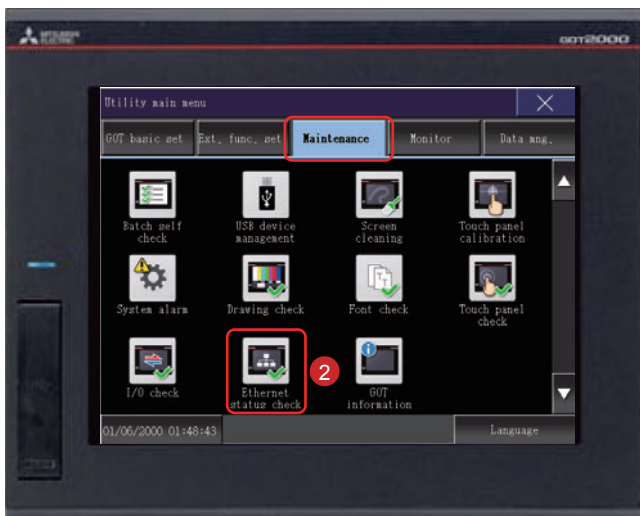 MITSUBISHI
ELECTRIC
GOT2000
Utility main menu
GOT basic set Ext. func. set Maintenance Monitor Data mng.
Batch self
check
USB device
management
Screen
cleaning
Touch panel
calibration
System alarm
Drawing check
Font check
Touch panel
check
I/O check
Ethernet
status check
2
GOT
information
01/06/2000 01:48:43
Language